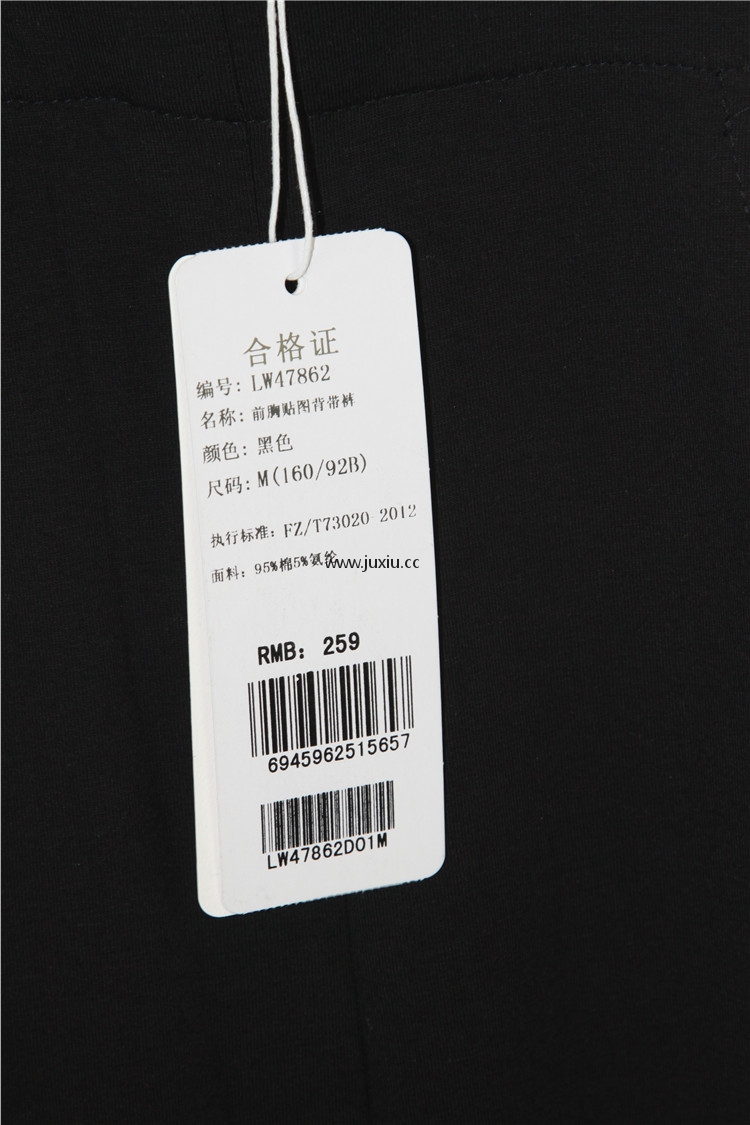 合格证
编号: LW47862
名称: 前胸贴图背带裤
颜色: 黑色
尺码: M(160/92B)
执行标准: FZ/T73020 2012
面料: 95%棉5%氨纶
www.juxiu.cc
RMB: 259
6945962515657
LW47862D01M